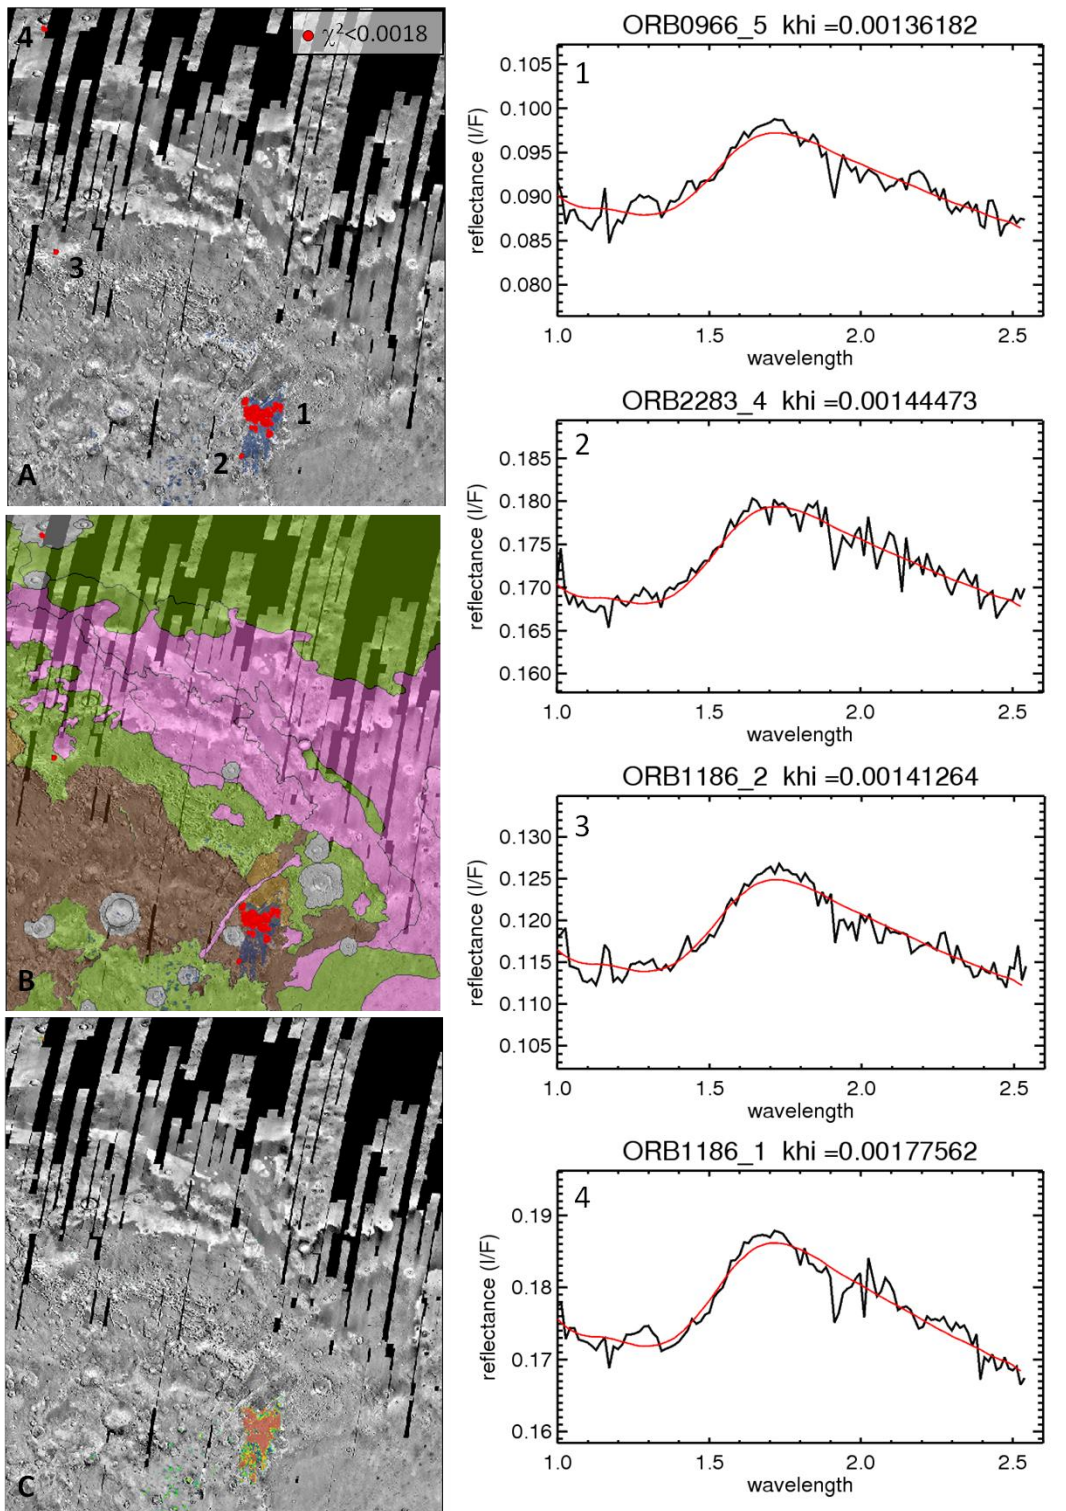 4
χ²<0.0018
3
1
2
A
B
C
ORB0966_5 khi =0.00136182
1
reflectance (I/F)
0.105
0.100
0.095
0.090
0.085
0.080
1.0 1.5 2.0 2.5
wavelength
ORB2283_4 khi =0.00144473
2
reflectance (I/F)
0.185
0.180
0.175
0.170
0.165
0.160
1.0 1.5 2.0 2.5
wavelength
ORB1186_2 khi =0.00141264
3
reflectance (I/F)
0.130
0.125
0.120
0.115
0.110
0.105
1.0 1.5 2.0 2.5
wavelength
ORB1186_1 khi =0.00177562
4
reflectance (I/F)
0.19
0.18
0.17
0.16
1.0 1.5 2.0 2.5
wavelength